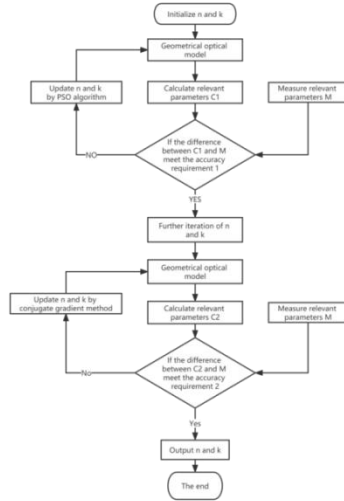 Initialize n and k
Geometrical optical
model
Update n and k
by PSO algorithm
Calculate relevant
parameters C1
Measure relevant
parameters M
If the difference
between C1 and M
meet the accuracy
requirement 1
NO
YES
Further iteration of n
and k
Geometrical optical
model
Update n and k by
conjugate gradient method
Calculate relevant
parameters C2
Measure relevant
parameters M
If the difference
between C2 and M
meet the accuracy
requirement 2
No
Yes
Output n and k
The end